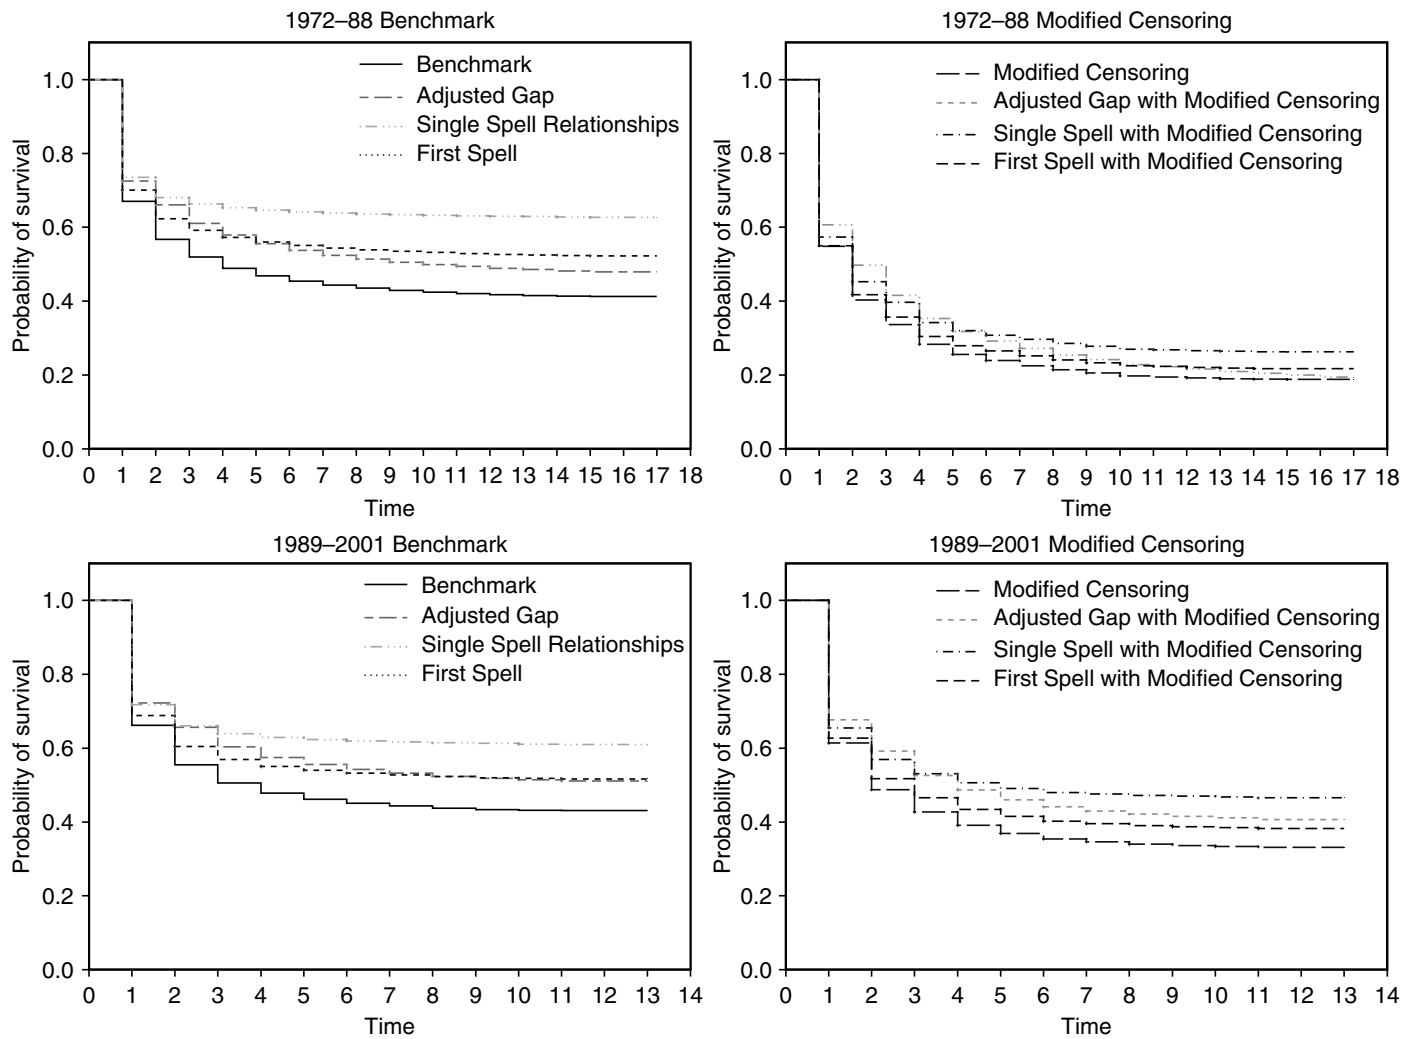 1972–88 Benchmark
Probability of survival
1.0
0.8
0.6
0.4
0.2
0.0
Benchmark
Adjusted Gap
Single Spell Relationships
First Spell
0 1 2 3 4 5 6 7 8 9 10 11 12 13 14 15 16 17 18
Time
1972–88 Modified Censoring
Probability of survival
1.0
0.8
0.6
0.4
0.2
0.0
Modified Censoring
Adjusted Gap with Modified Censoring
Single Spell with Modified Censoring
First Spell with Modified Censoring
0 1 2 3 4 5 6 7 8 9 10 11 12 13 14 15 16 17 18
Time
1989–2001 Benchmark
Probability of survival
1.0
0.8
0.6
0.4
0.2
0.0
Benchmark
Adjusted Gap
Single Spell Relationships
First Spell
0 1 2 3 4 5 6 7 8 9 10 11 12 13 14
Time
1989–2001 Modified Censoring
Probability of survival
1.0
0.8
0.6
0.4
0.2
0.0
Modified Censoring
Adjusted Gap with Modified Censoring
Single Spell with Modified Censoring
First Spell with Modified Censoring
0 1 2 3 4 5 6 7 8 9 10 11 12 13 14
Time